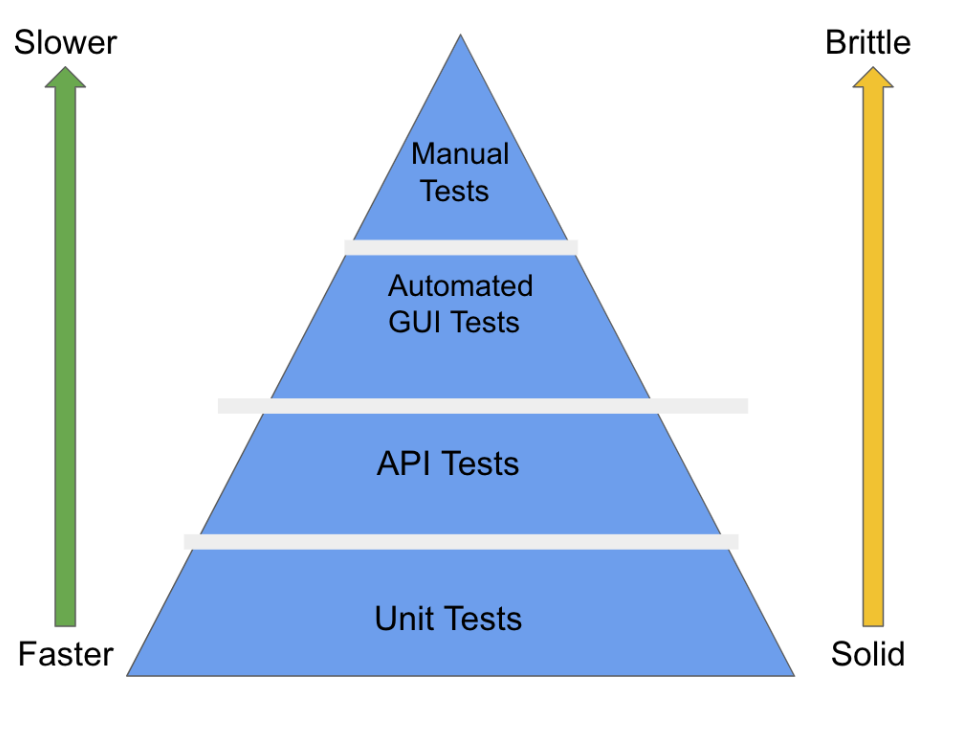 Slower
Brittle
Manual
Tests
Automated
GUI Tests
API Tests
Unit Tests
Faster
Solid